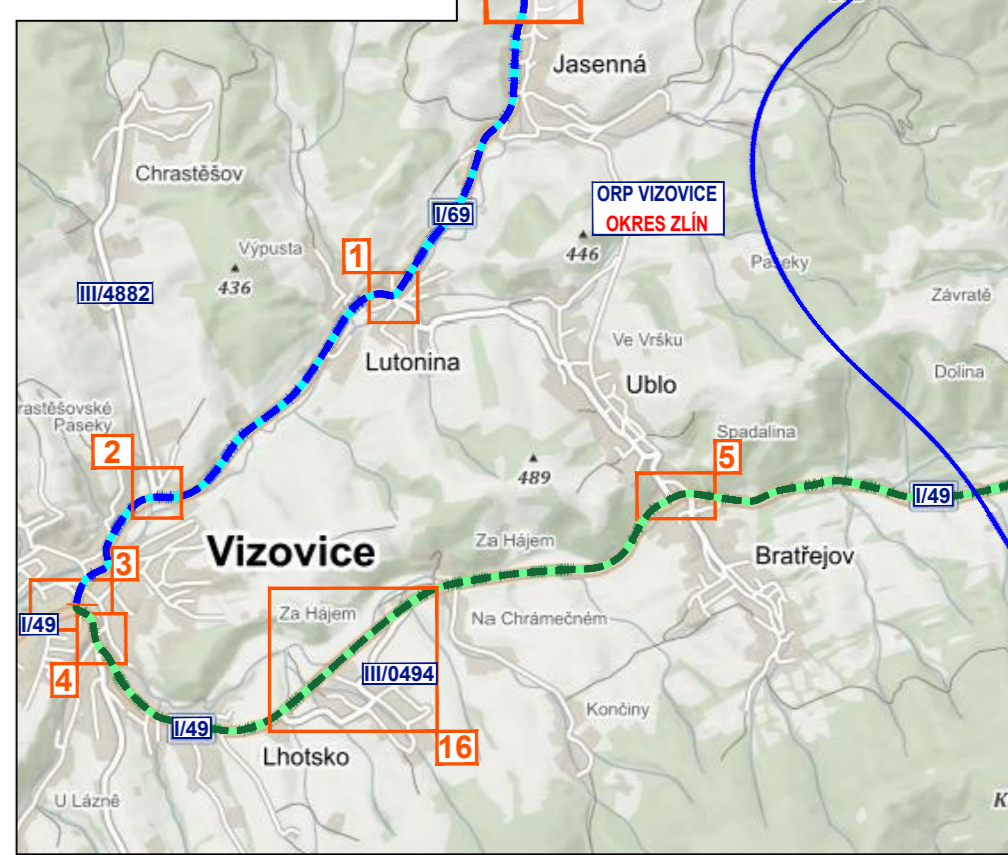 Jasenná
Chrastěšov
I/69
ORP VIZOVICE
OKRES ZLÍN
Výpusta
1
446
Paseky
436
III/4882
Závratě
Ve Vršku
Lutonina
Dolina
Ublo
rastěšovské
Paseky
Spadalina
2
5
489
I/49
Za Hájem
Vizovice
Bratřejov
3
Za Hájem
Na Chrámečném
I/49
III/0494
4
Končiny
I/49
16
Lhotsko
U Lázně
K